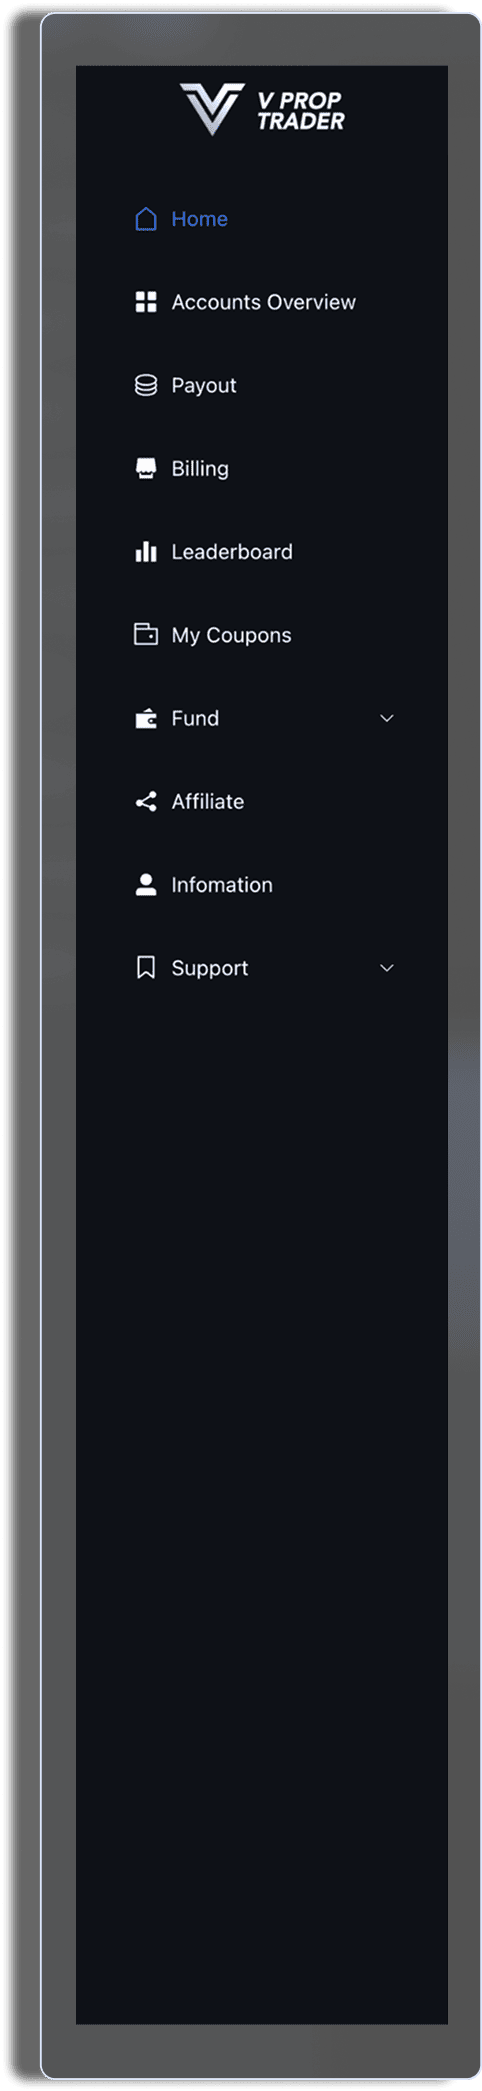 V PROP
TRADER
Home
Accounts Overview
Payout
Billing
Leaderboard
My Coupons
Fund
Affiliate
Infomation
Support